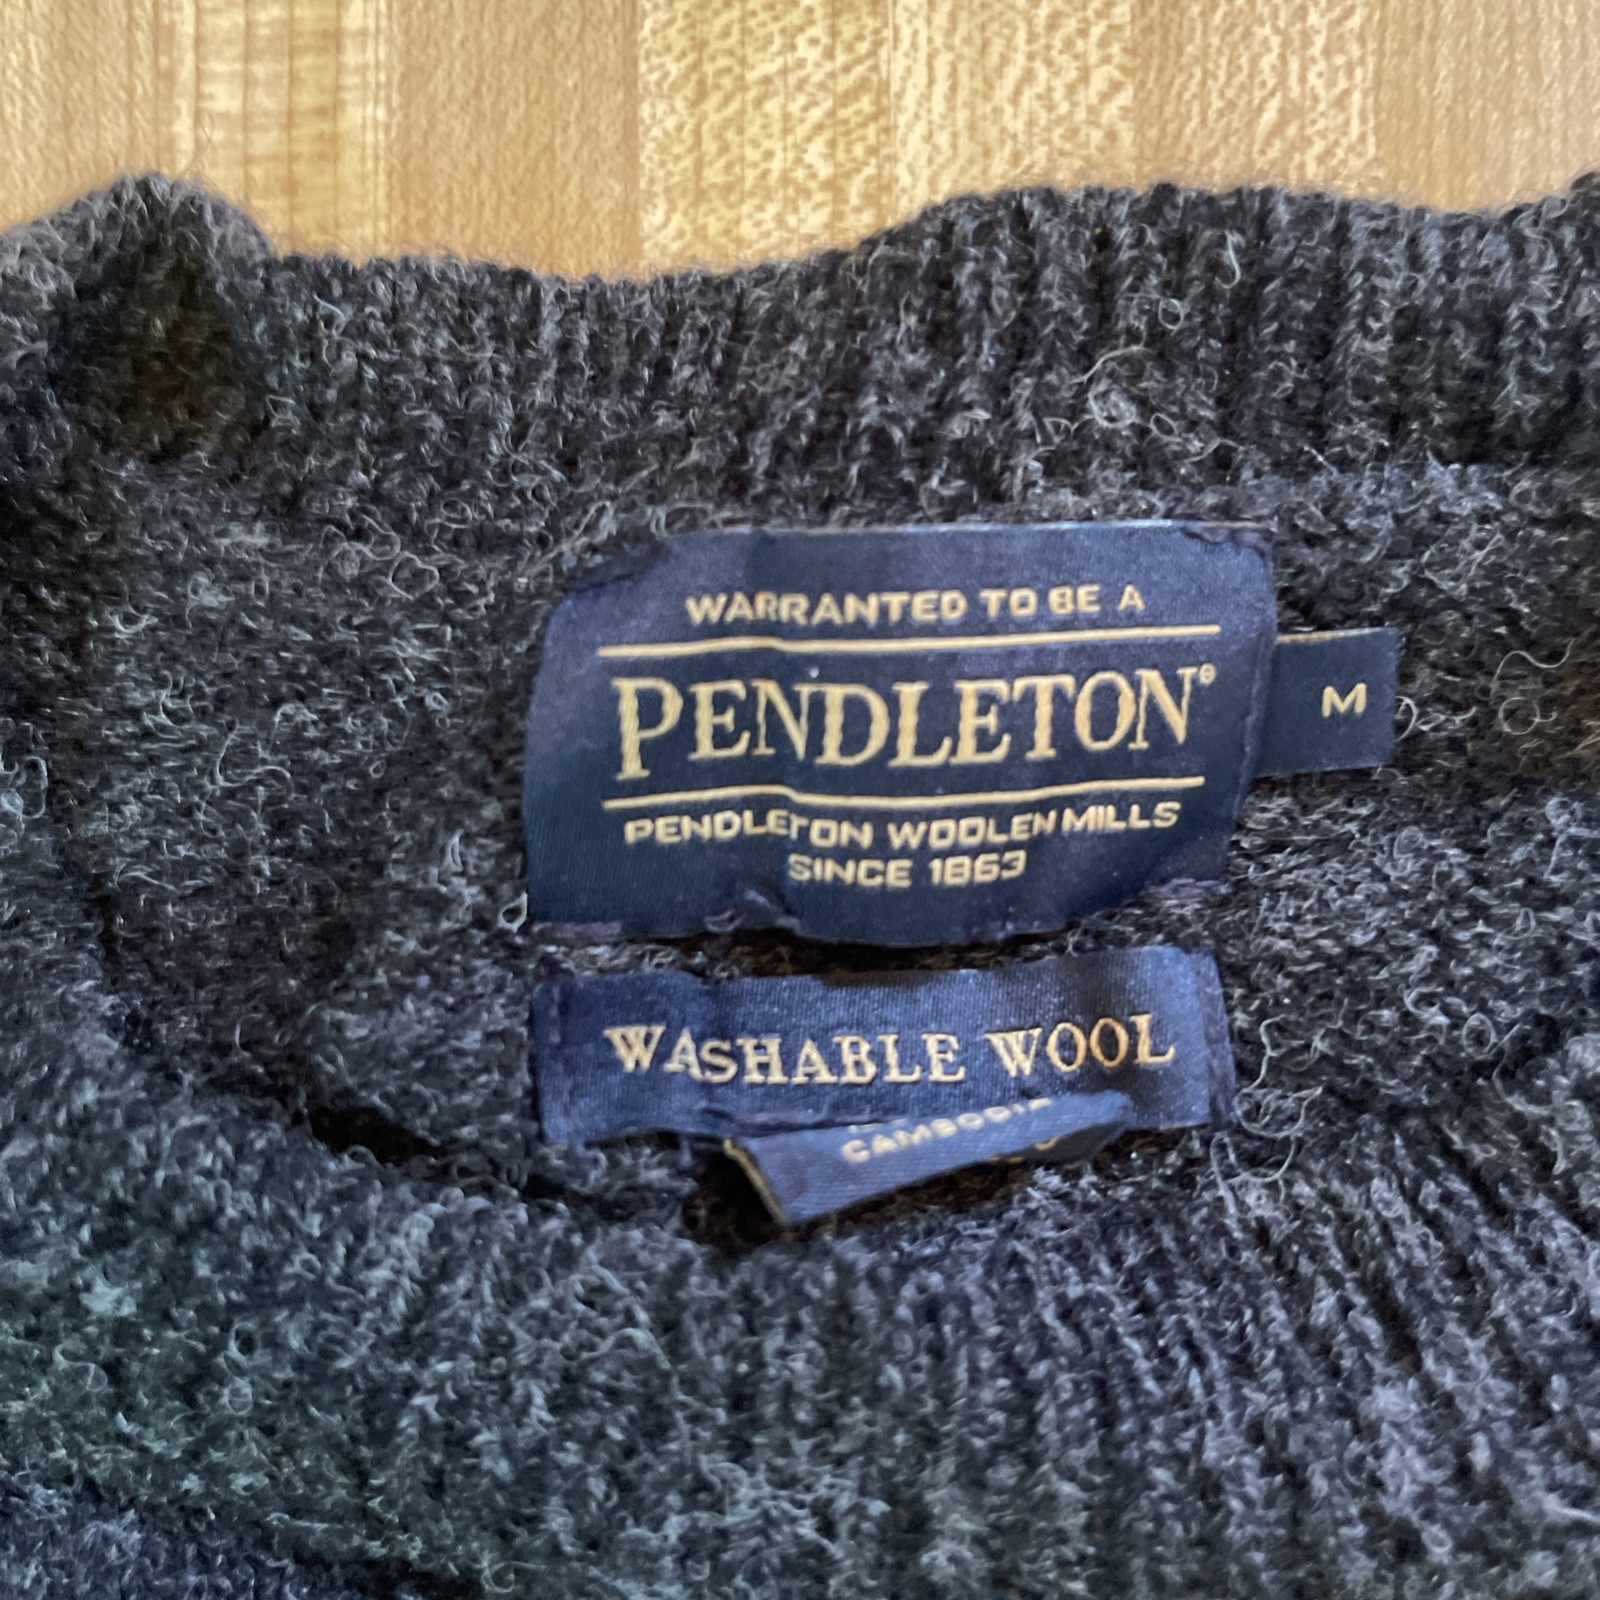 WARRANTED TO BE A
PENDLETON®
M
PENDLETON WOOLEN MILLS
SINCE 1863
WASHABLE WOOL
CAMBODIA